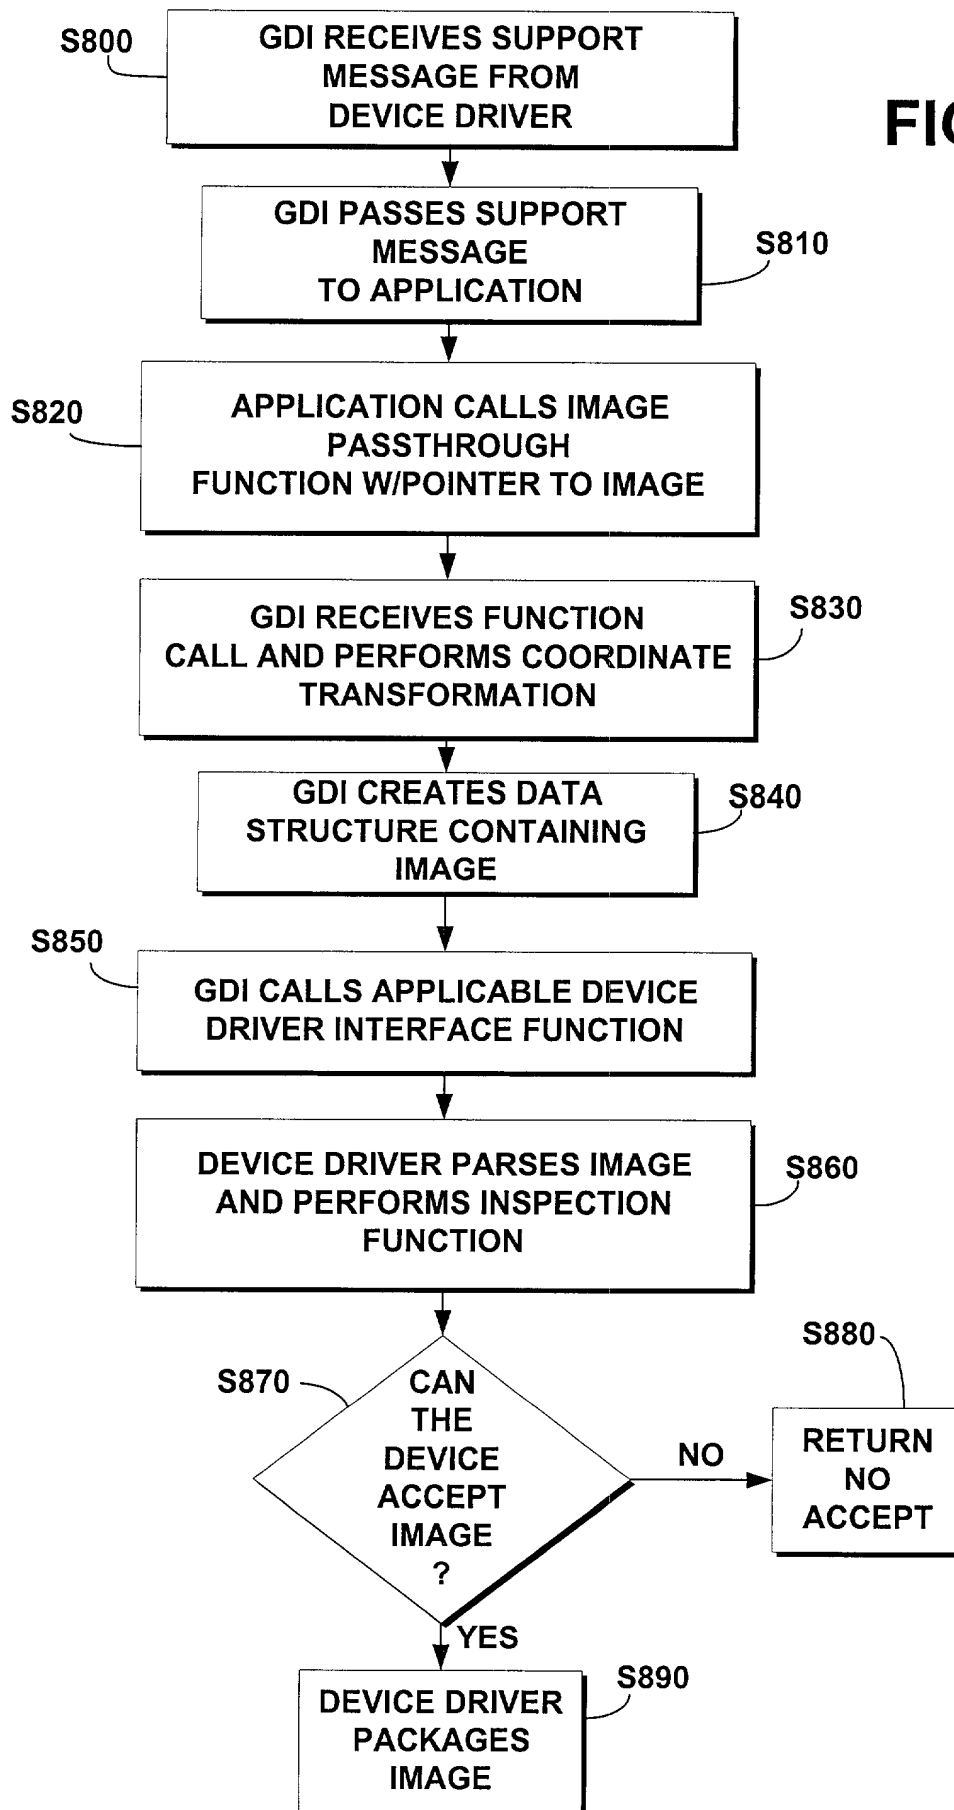 S800
GDI RECEIVES SUPPORT
MESSAGE FROM
DEVICE DRIVER
FIG
GDI PASSES SUPPORT
MESSAGE
TO APPLICATION
S810
S820
APPLICATION CALLS IMAGE
PASSTHROUGH
FUNCTION W/POINTER TO IMAGE
GDI RECEIVES FUNCTION
CALL AND PERFORMS COORDINATE
TRANSFORMATION
S830
GDI CREATES DATA
STRUCTURE CONTAINING
IMAGE
S840
S850
GDI CALLS APPLICABLE DEVICE
DRIVER INTERFACE FUNCTION
DEVICE DRIVER PARSES IMAGE
AND PERFORMS INSPECTION
FUNCTION
S860
S870
CAN
THE
DEVICE
ACCEPT
IMAGE
?
NO
S880
RETURN
NO
ACCEPT
YES
DEVICE DRIVER
PACKAGES
IMAGE
S890